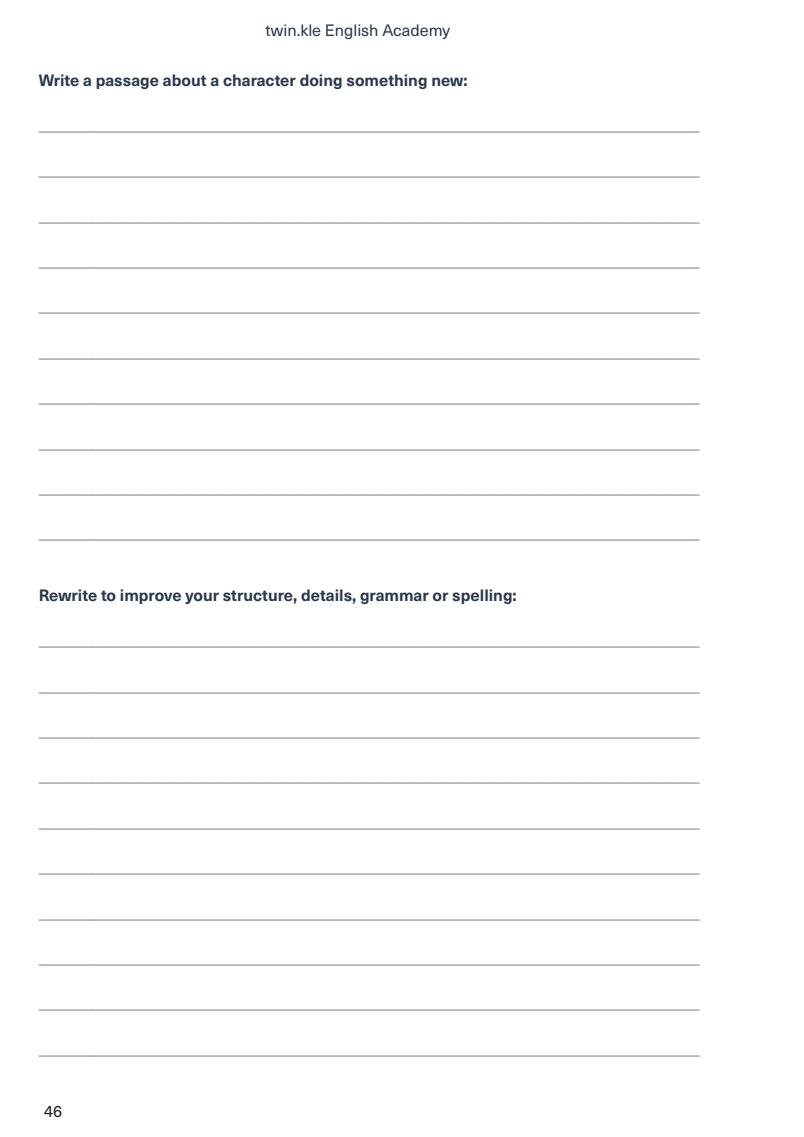 twin.kle English Academy
Write a passage about a character doing something new:
Rewrite to improve your structure, details, grammar or spelling:
46